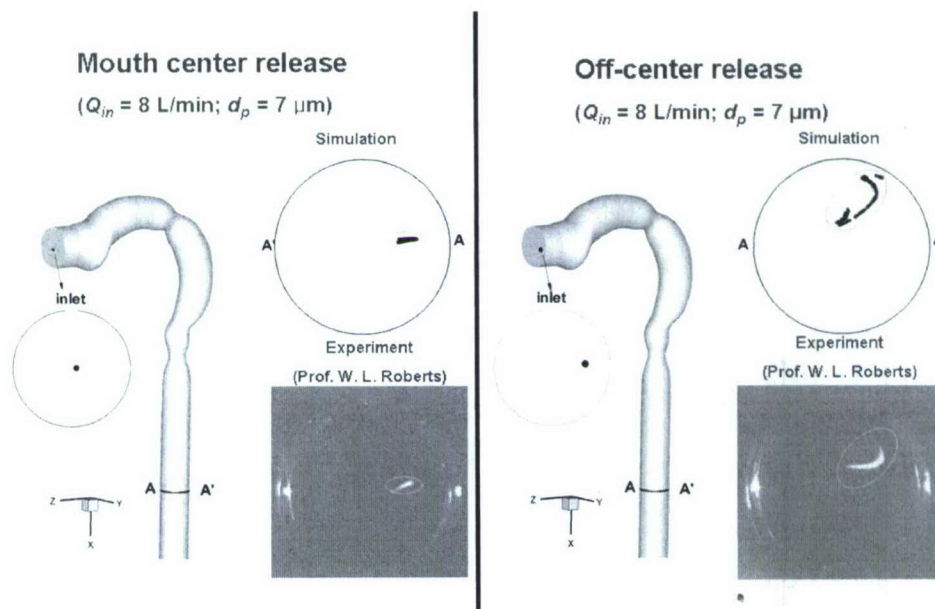 Mouth center release
(Qin = 8 L/min; dp = 7 µm)
Simulation
A'
A
inlet
Experiment
(Prof. W. L. Roberts)
A
A'
Z
Y
X
Off-center release
(Qin = 8 L/min; dp = 7 µm)
Simulation
A
inlet
Experiment
(Prof. W. L. Roberts)
A
A'
Z
Y
X